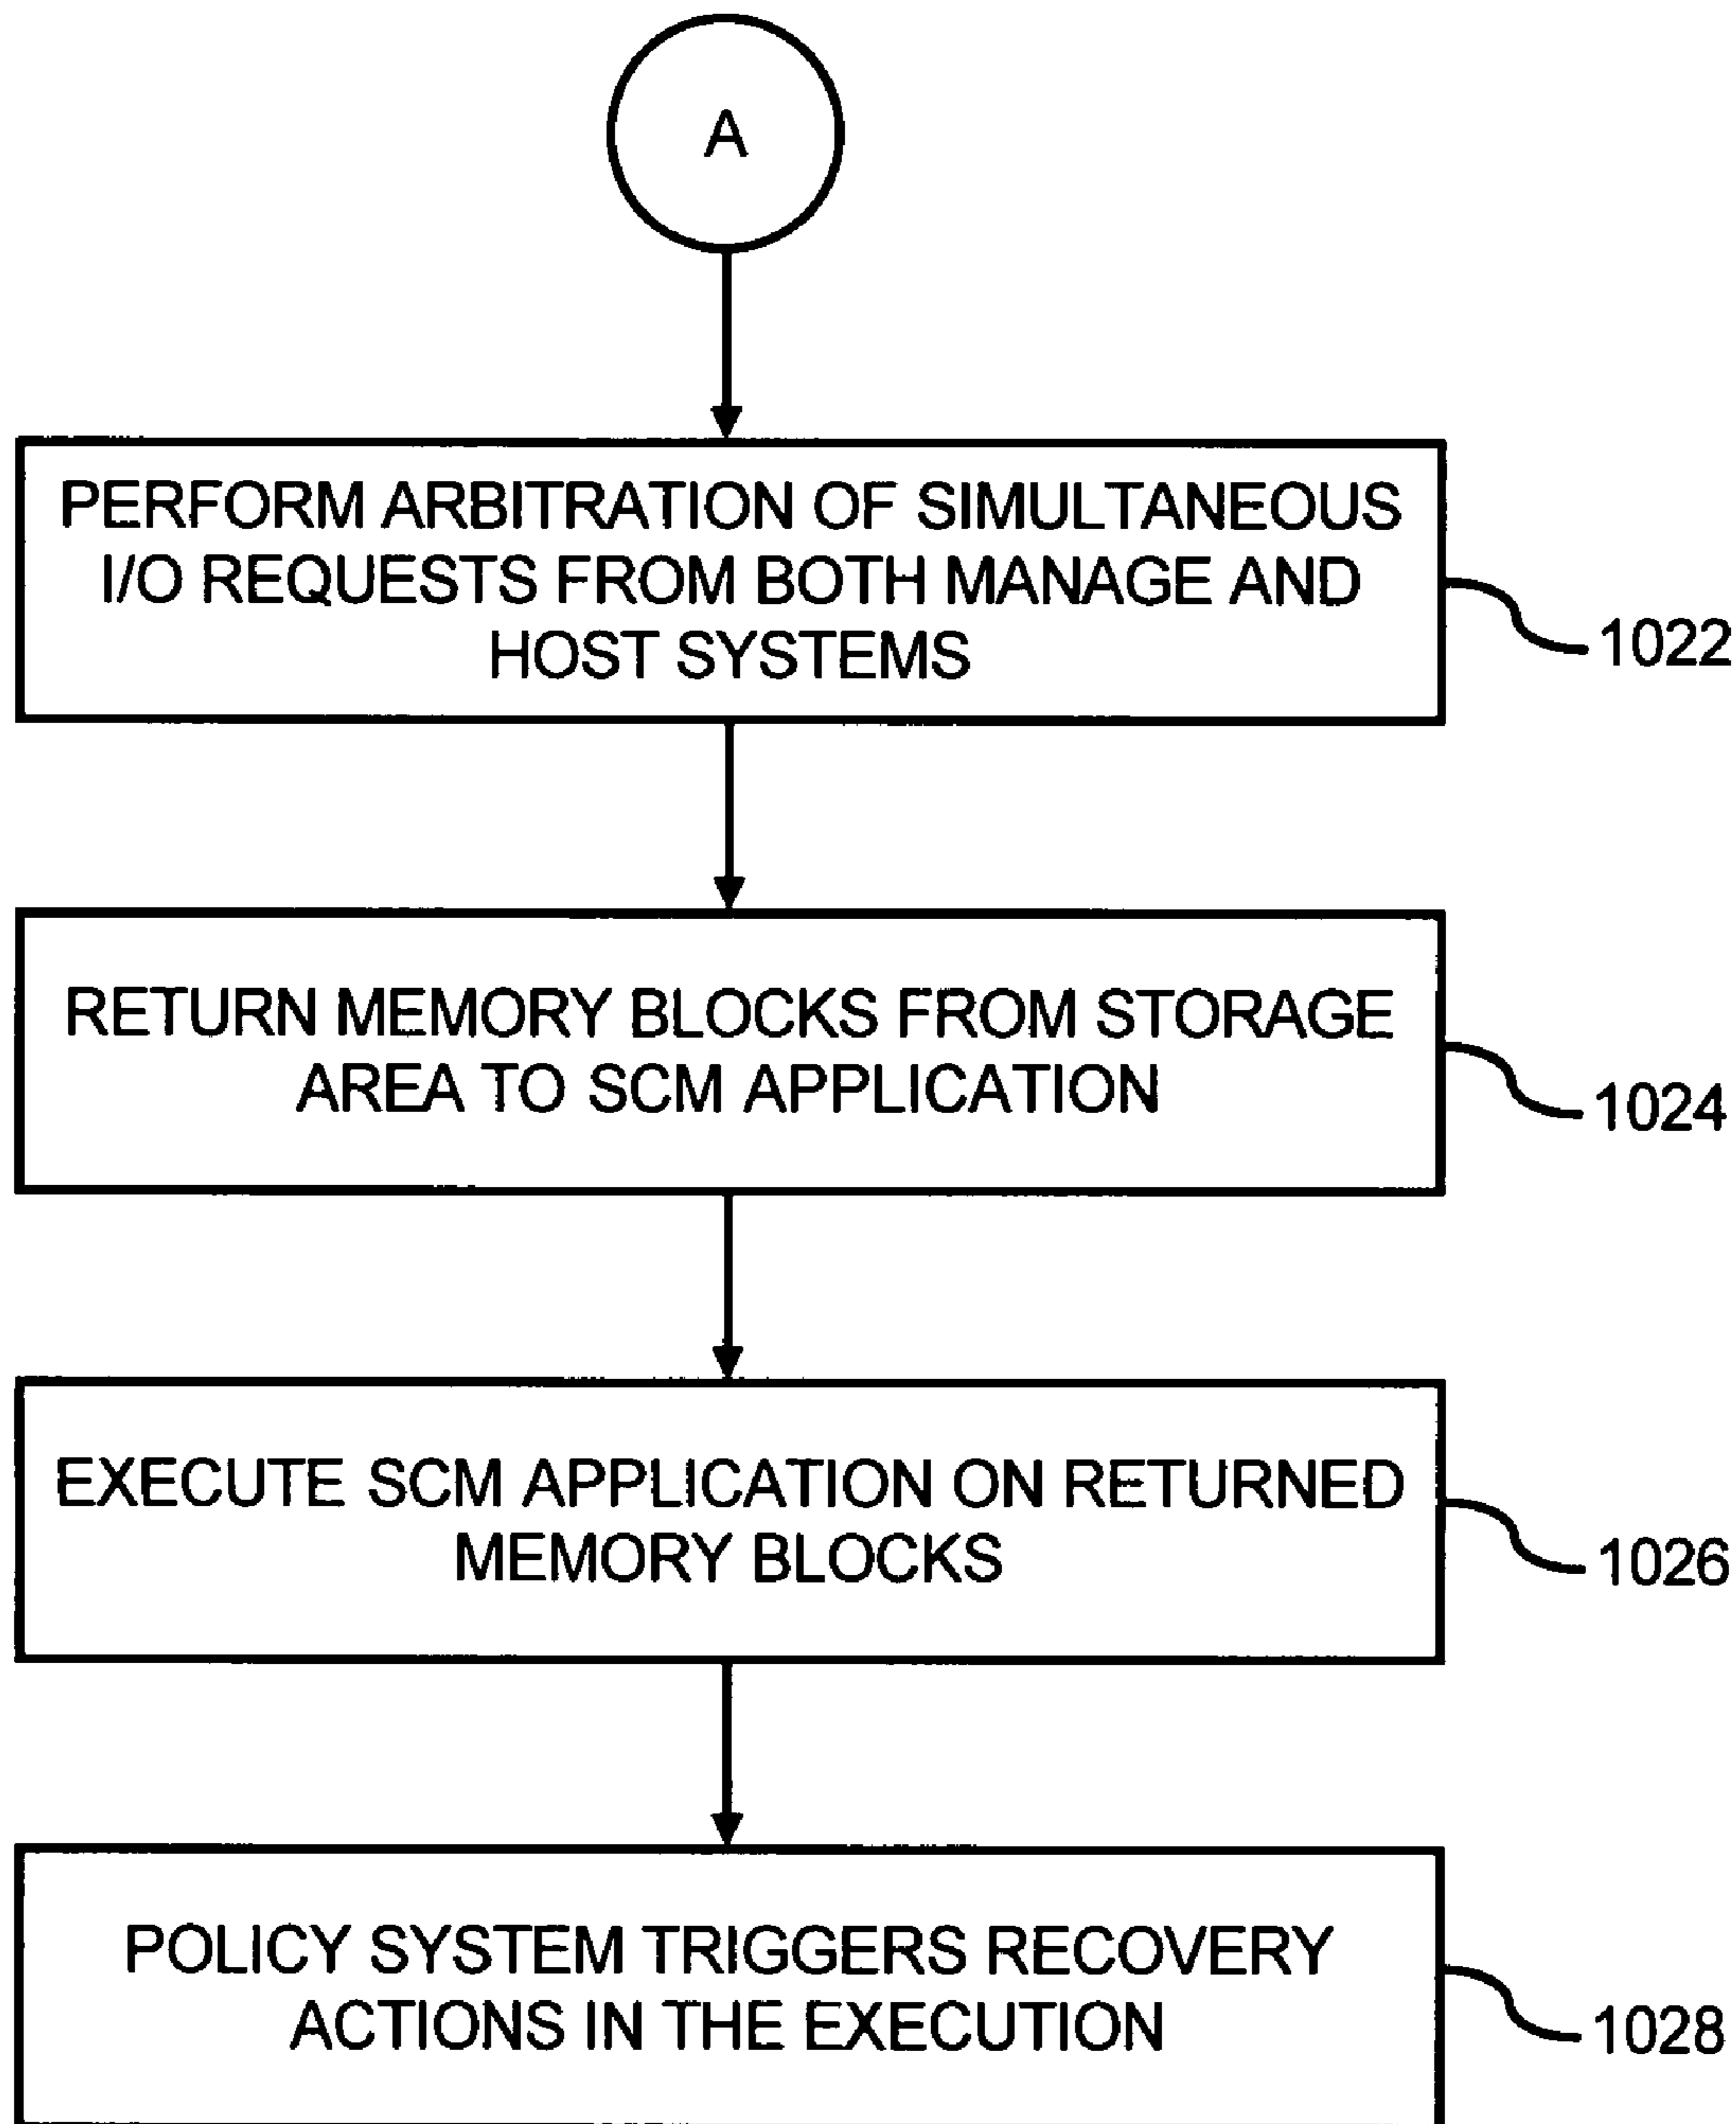 A
PERFORM ARBITRATION OF SIMULTANEOUS
I/O REQUESTS FROM BOTH MANAGE AND
HOST SYSTEMS
1022
RETURN MEMORY BLOCKS FROM STORAGE
AREA TO SCM APPLICATION
1024
EXECUTE SCM APPLICATION ON RETURNED
MEMORY BLOCKS
1026
POLICY SYSTEM TRIGGERS RECOVERY
ACTIONS IN THE EXECUTION
1028